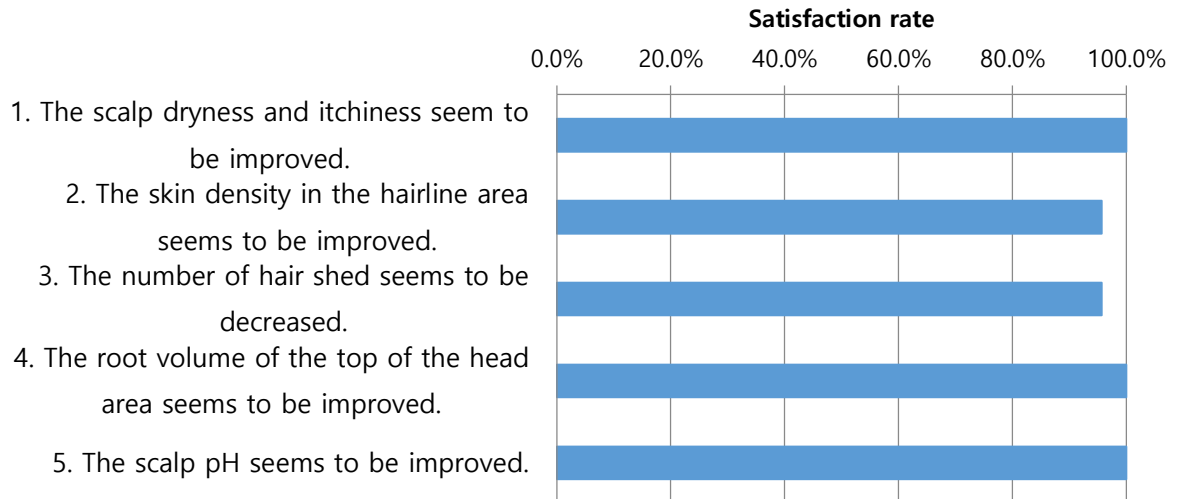 Satisfaction rate
0.0% 20.0% 40.0% 60.0% 80.0% 100.0%
1. The scalp dryness and itchiness seem to
be improved.
2. The skin density in the hairline area
seems to be improved.
3. The number of hair shed seems to be
decreased.
4. The root volume of the top of the head
area seems to be improved.
5. The scalp pH seems to be improved.